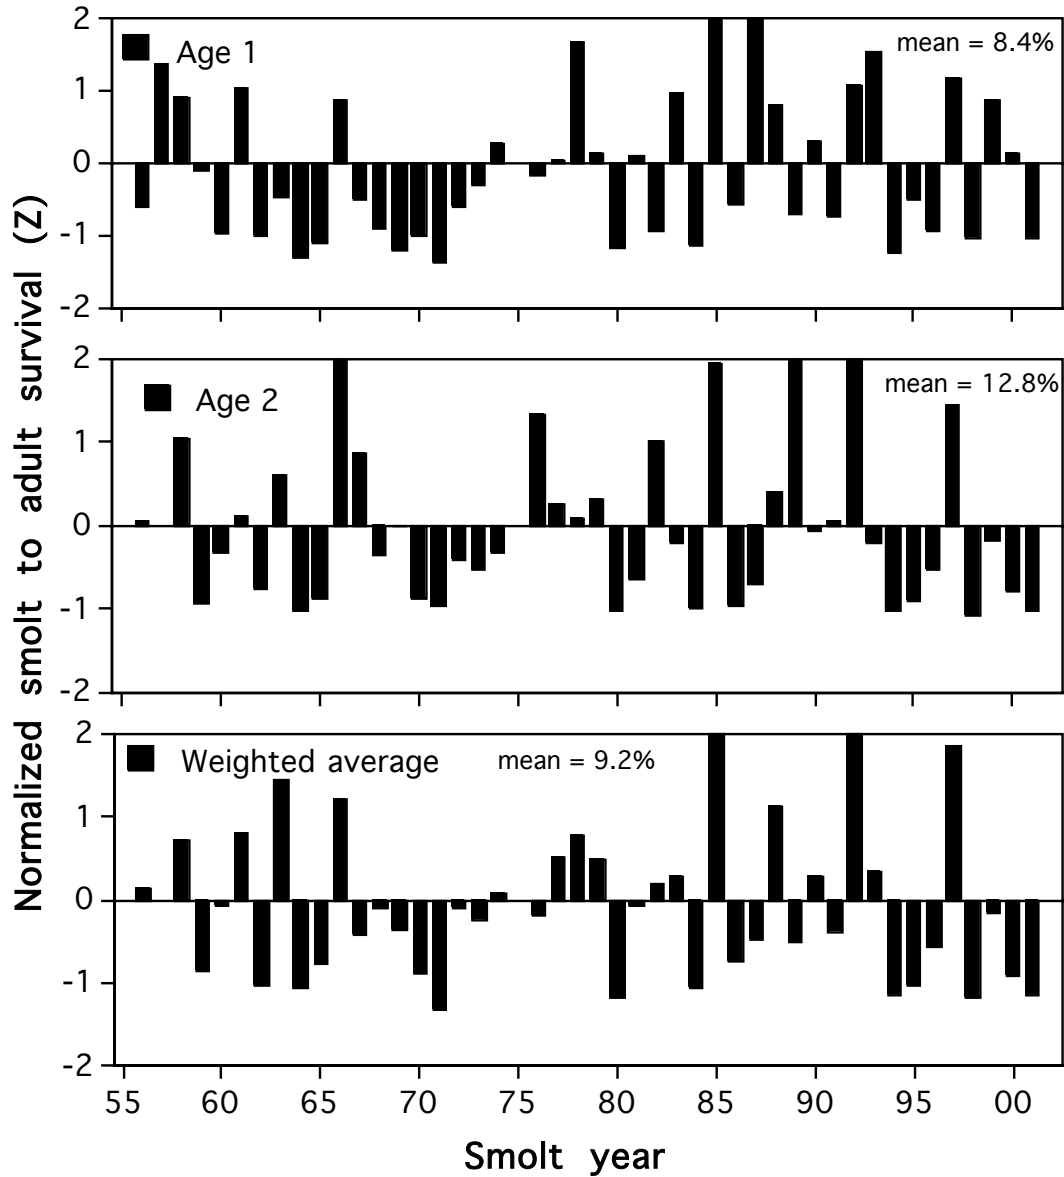 Normalized smolt to adult survival (Z)
2
1
0
-1
-2
Age 1
mean = 8.4%
2
1
0
-1
-2
Age 2
mean = 12.8%
2
1
0
-1
-2
Weighted average
mean = 9.2%
55 60 65 70 75 80 85 90 95 00
Smolt year